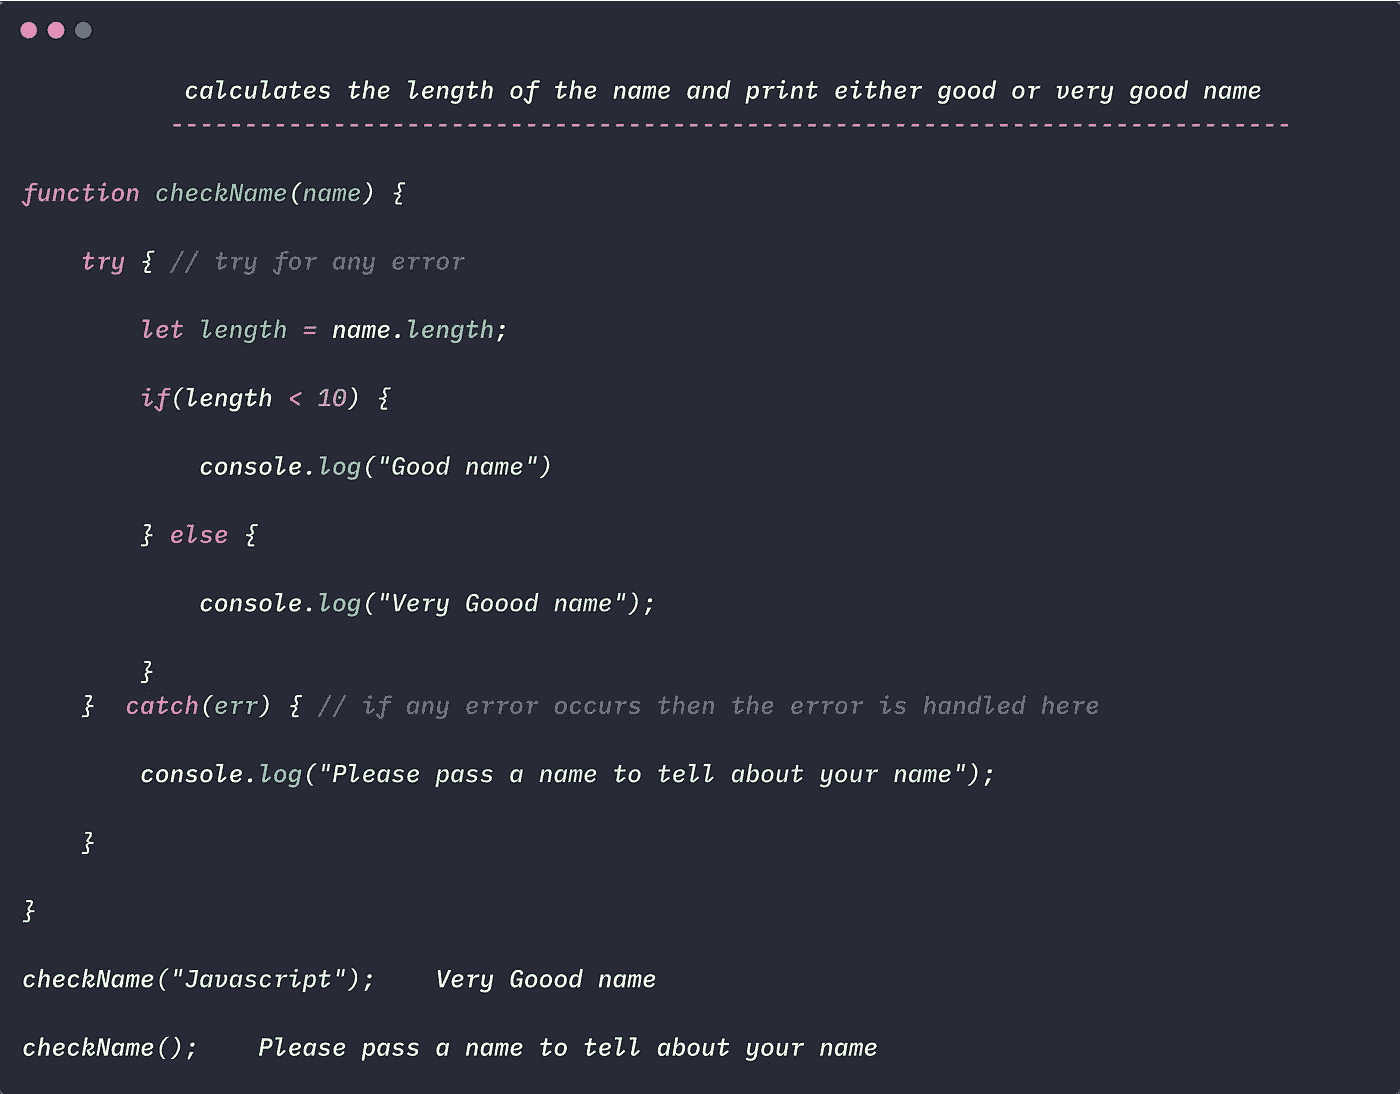 calculates the length of the name and print either good or very good name
-----------------------------------------------------------------------------
function checkName(name) {
try { // try for any error
let length = name.length;
if(length < 10) {
console.log("Good name")
} else {
console.log("Very Goood name");
}
} catch(err) { // if any error occurs then the error is handled here
console.log("Please pass a name to tell about your name");
}
}
checkName("Javascript"); Very Goood name
checkName(); Please pass a name to tell about your name